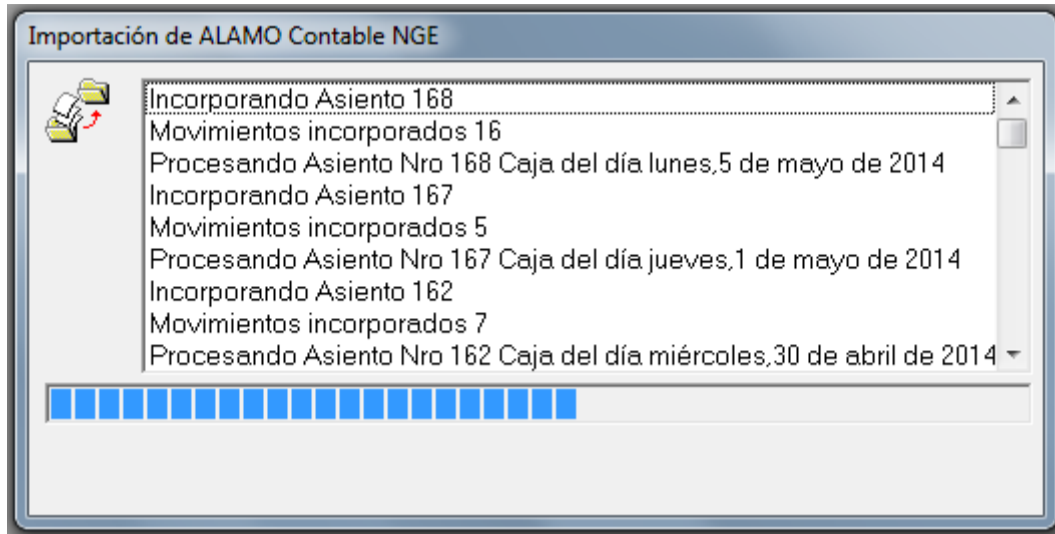 Importación de ALAMO Contable NGE
Incorporando Asiento 168
Movimientos incorporados 16
Procesando Asiento Nro 168 Caja del día lunes,5 de mayo de 2014
Incorporando Asiento 167
Movimientos incorporados 5
Procesando Asiento Nro 167 Caja del día jueves,1 de mayo de 2014
Incorporando Asiento 162
Movimientos incorporados 7
Procesando Asiento Nro 162 Caja del día miércoles,30 de abril de 2014